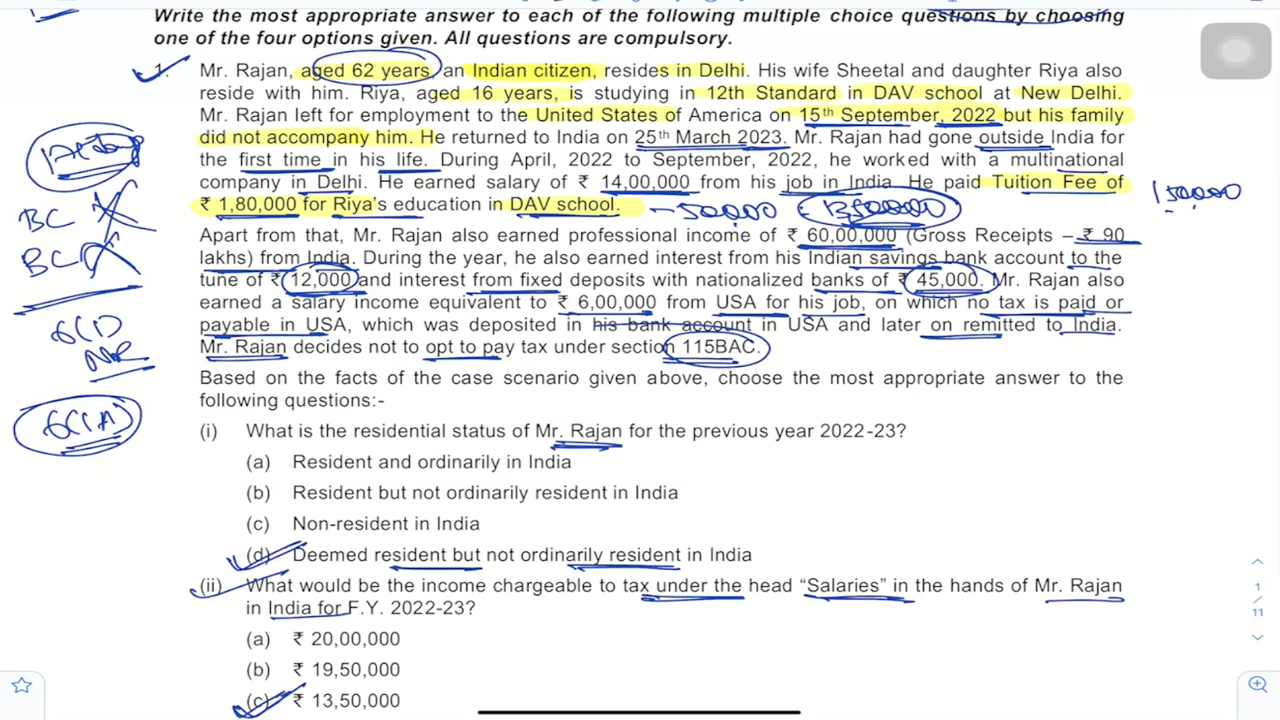 Write the most appropriate answer to each of the following multiple choice questions by choosing
one of the four options given. All questions are compulsory.
1. Mr. Rajan, aged 62 years, an Indian citizen, resides in Delhi. His wife Sheetal and daughter Riya also
reside with him. Riya, aged 16 years, is studying in 12th Standard in DAV school at New Delhi.
Mr. Rajan left for employment to the United States of America on 15th September, 2022 but his family
did not accompany him. He returned to India on 25th March 2023. Mr. Rajan had gone outside India for
the first time in his life. During April, 2022 to September, 2022, he worked with a multinational
company in Delhi. He earned salary of ₹ 14,00,000 from his job in India. He paid Tuition Fee of
₹ 1,80,000 for Riya's education in DAV school.
- 50,000 1350000
150000
BC
BC
6(1)
NR
6(1A)
Apart from that, Mr. Rajan also earned professional income of ₹ 60,00,000 (Gross Receipts – ₹ 90
lakhs) from India. During the year, he also earned interest from his Indian savings bank account to the
tune of ₹ 12,000 and interest from fixed deposits with nationalized banks of ₹ 45,000. Mr. Rajan also
earned a salary income equivalent to ₹ 6,00,000 from USA for his job, on which no tax is paid or
payable in USA, which was deposited in his bank account in USA and later on remitted to India.
Mr. Rajan decides not to opt to pay tax under section 115BAC.
Based on the facts of the case scenario given above, choose the most appropriate answer to the
following questions:-
(i) What is the residential status of Mr. Rajan for the previous year 2022-23?
(a) Resident and ordinarily in India
(b) Resident but not ordinarily resident in India
(c) Non-resident in India
(d) Deemed resident but not ordinarily resident in India
(ii) What would be the income chargeable to tax under the head “Salaries” in the hands of Mr. Rajan
in India for F.Y. 2022-23?
(a) ₹ 20,00,000
(b) ₹ 19,50,000
(c) ₹ 13,50,000
1
/
11